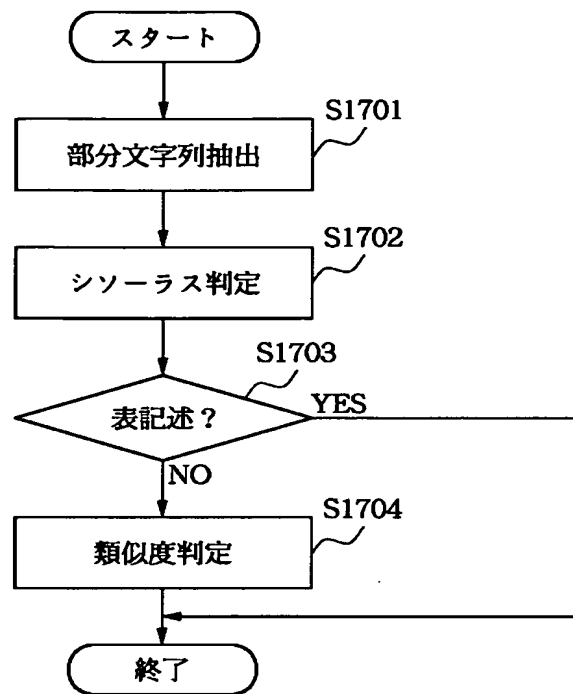 スタート
S1701
部分文字列抽出
S1702
シソーラス判定
S1703
表記述？
YES
NO
S1704
類似度判定
終了